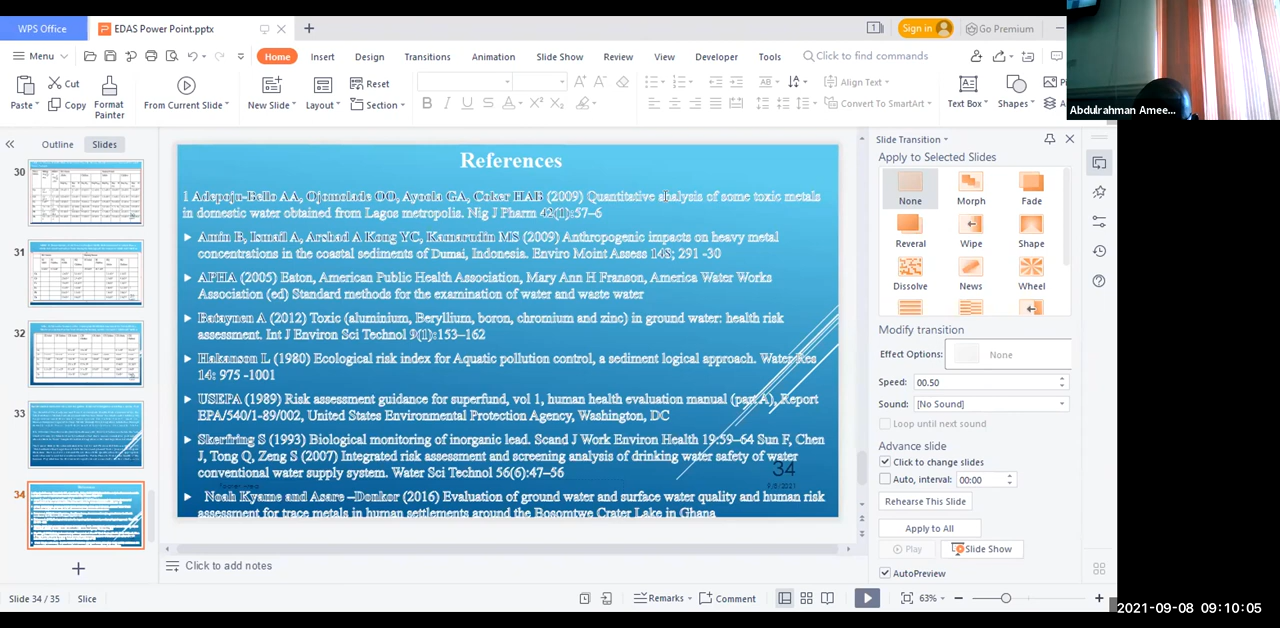 WPS Office
EDAS Power Point.pptx
Sign in
Go Premium
Menu
Home
Insert
Design
Transitions
Animation
Slide Show
Review
View
Developer
Tools
Click to find commands
Abdulrahman Amee...
Paste
Cut
Copy
Format Painter
From Current Slide
New Slide
Layout
Reset
Section
Align Text
Convert To SmartArt
Text Box
Shapes
Outline
Slides
30
31
32
33
34
References
1 Adepoju-Bello AA, Ojomolade OO, Ayoola GA, Coker HAB (2009) Quantitative analysis of some toxic metals
in domestic water obtained from Lagos metropolis. Nig J Pharm 42(1):57–6
Amin B, Ismail A, Arshad A Kong YC, Kamarudin MS (2009) Anthropogenic impacts on heavy metal
concentrations in the coastal sediments of Dumai, Indonesia. Enviro Moint Assess 148; 291 -30
APHA (2005) Eaton, American Public Health Association, Mary Ann H Franson, America Water Works
Association (ed) Standard methods for the examination of water and waste water
Bataynen A (2012) Toxic (aluminium, Beryllium, boron, chromium and zinc) in ground water: health risk
assessment. Int J Environ Sci Technol 9(1):153–162
Hakanson L (1980) Ecological risk index for Aquatic pollution control, a sediment logical approach. Water Res
14: 975 -1001
USEPA (1989) Risk assessment guidance for superfund, vol 1, human health evaluation manual (part A), Report
EPA/540/1-89/002, United States Environmental Protection Agency, Washington, DC
Skerfring S (1993) Biological monitoring of inorganic lead. Scand J Work Environ Health 19:59–64 Sun F, Chen
J, Tong Q, Zeng S (2007) Integrated risk assessment and screening analysis of drinking water safety of water
conventional water supply system. Water Sci Technol 56(6):47–56
Noah Kyame and Asare –Donkor (2016) Evaluation of ground water and surface water quality and human risk
assessment for trace metals in human settlements around the Bosomtwe Crater Lake in Ghana
34
9/8/2021
Slide Transition
Apply to Selected Slides
None
Morph
Fade
Reveral
Wipe
Shape
Dissolve
News
Wheel
Modify transition
Effect Options:
None
Speed:
00.50
Sound:
[No Sound]
Loop until next sound
Advance slide
Click to change slides
Auto, interval:
00:00
Rehearse This Slide
Apply to All
Play
Slide Show
AutoPreview
Click to add notes
Slide 34 / 35
Slice
Remarks
Comment
63%
2021-09-08 09:10:05